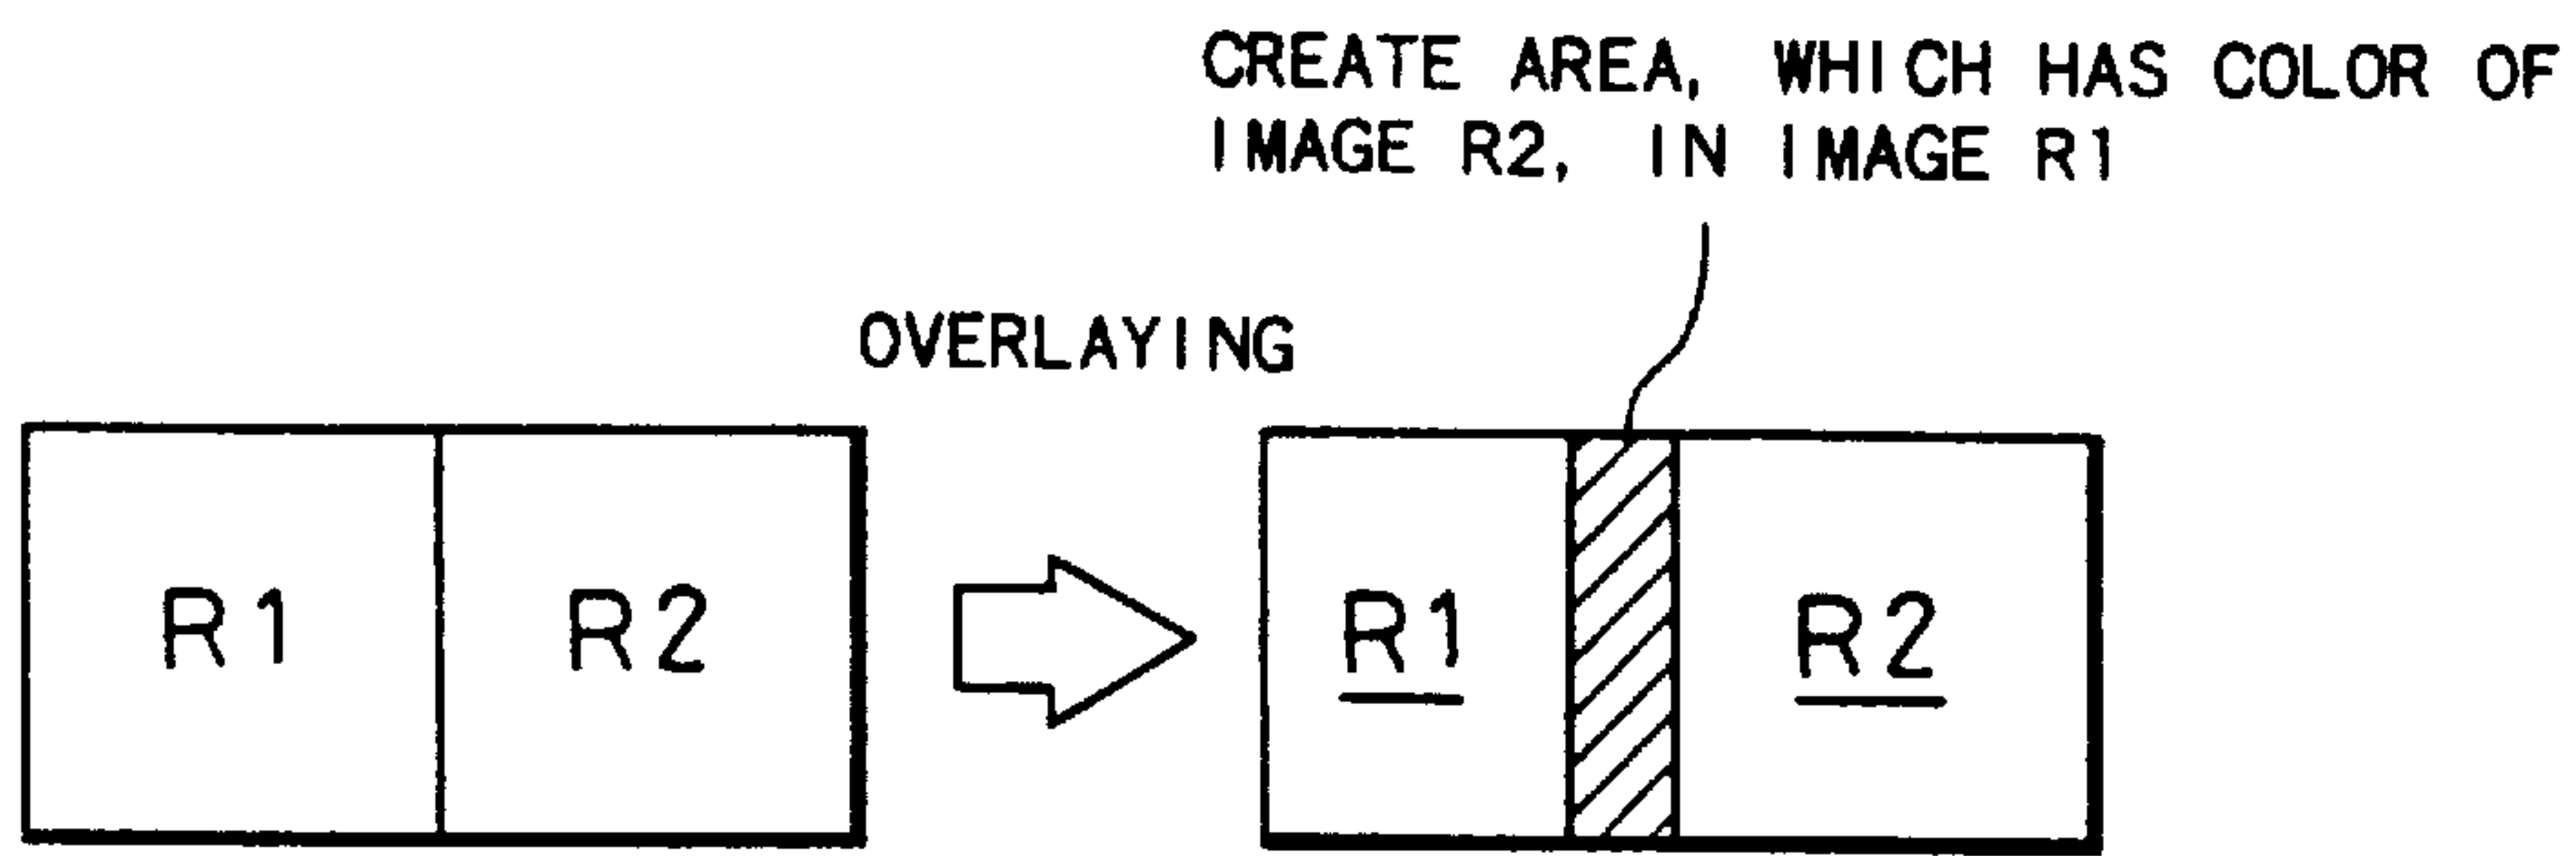 CREATE AREA, WHICH HAS COLOR OF
IMAGE R2, IN IMAGE R1
OVERLAYING
R1 R2 R1 R2